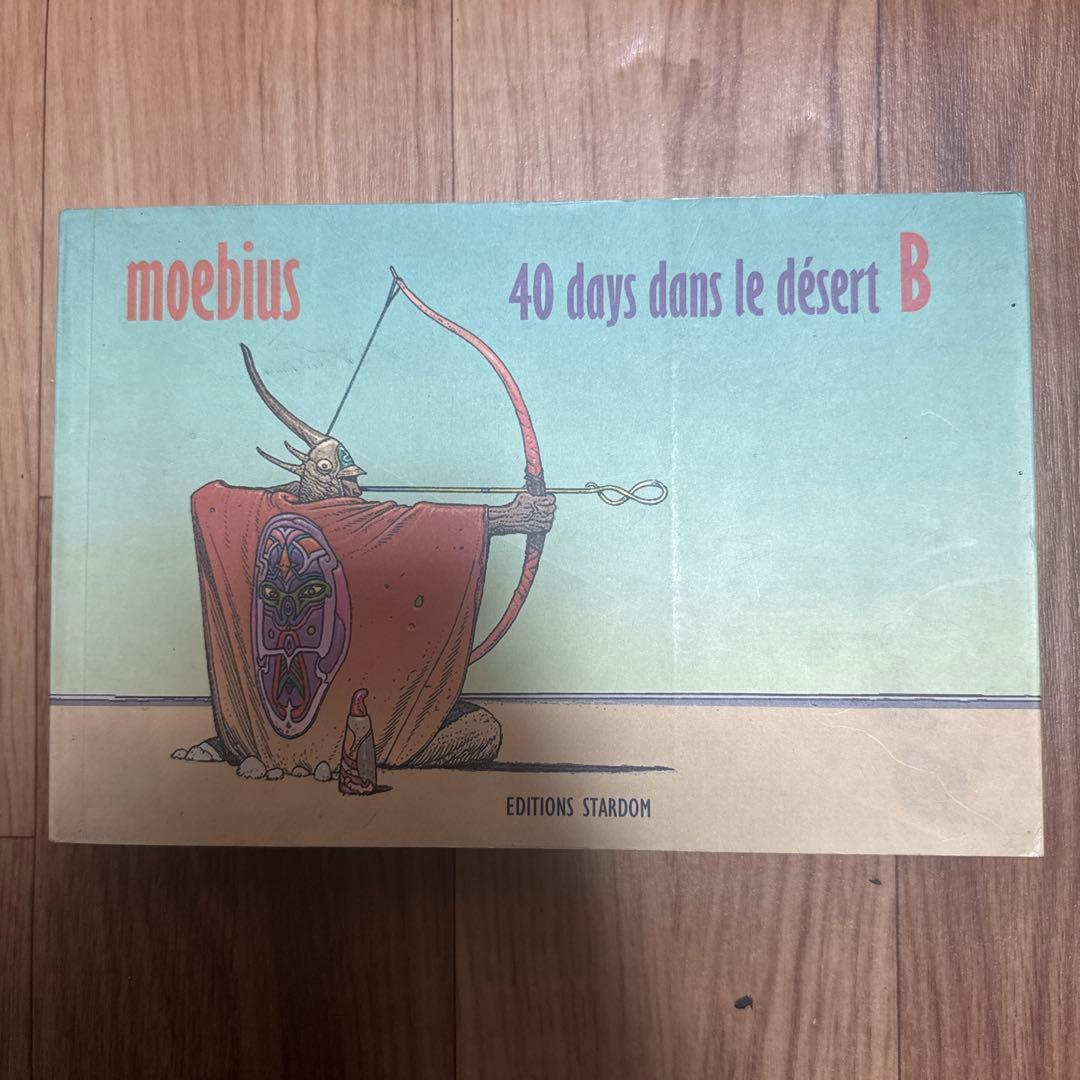 moebius
40 days dans le désert B
EDITIONS STARDOM